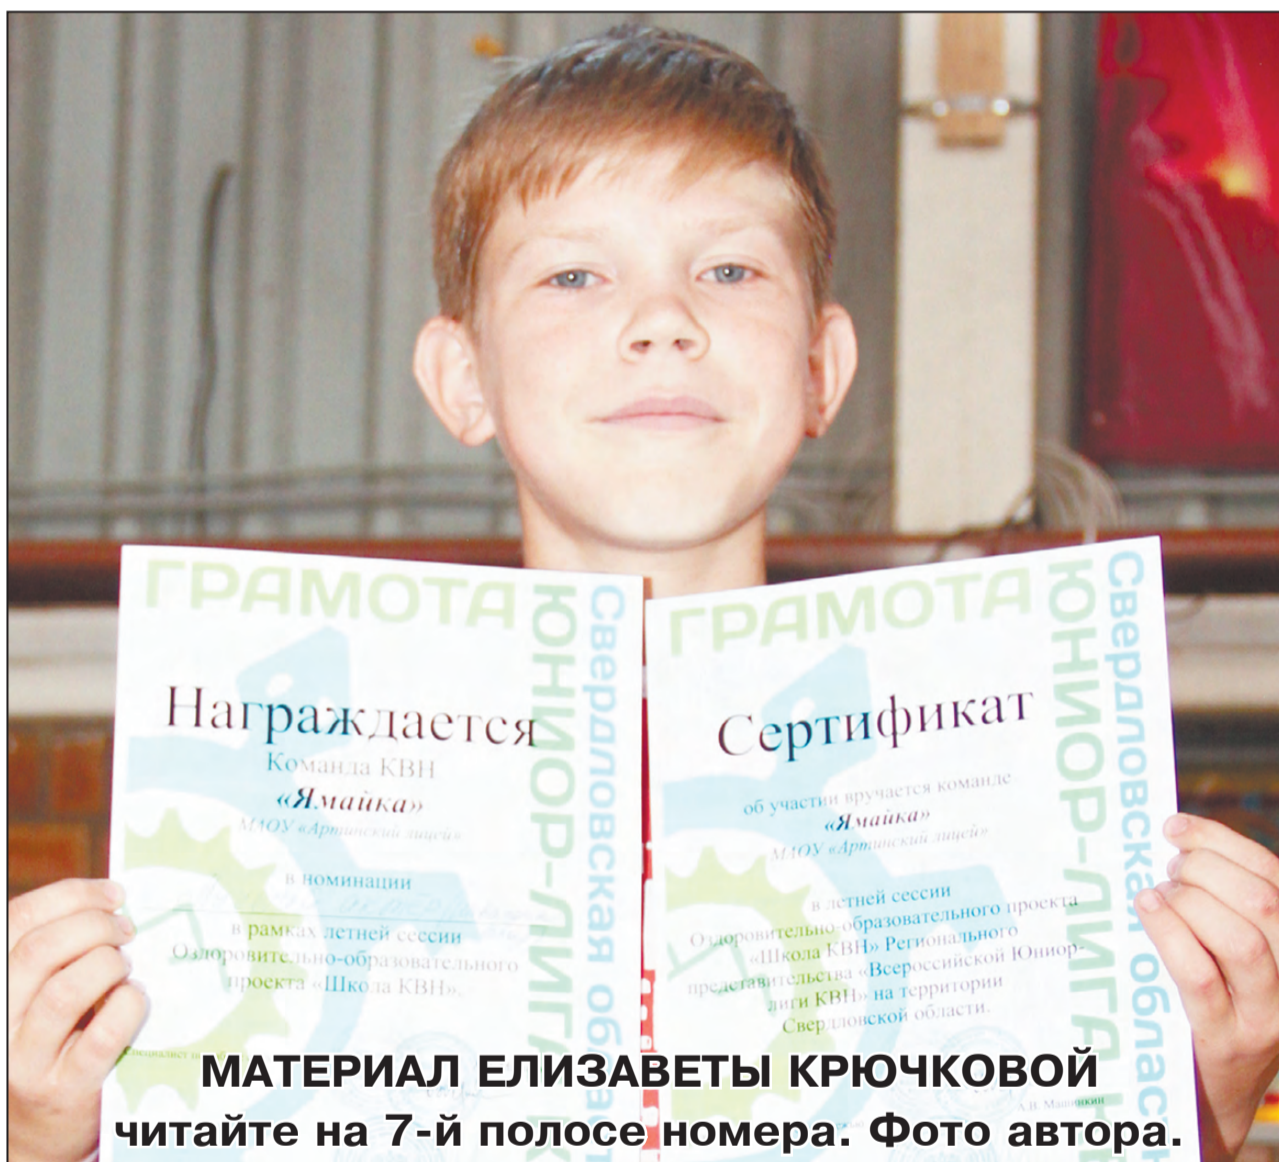 ГРАМОТА
ЮНИОР-ЛИГА К
Свердловская област
Награждается
Команда КВН
«Ямайка»
МАОУ «Артинский лицей»
в номинации
в рамках летней сессии
Оздоровительно-образовательного
проекта «Школа КВН».
ГРАМОТА
ЮНИОР-ЛИГА
Свердловская област
Сертификат
об участии вручается команде
«Ямайка»
МАОУ «Артинский лицей»
в летней сессии
Оздоровительно-образовательного проекта
«Школа КВН» Регионального
представительства «Всероссийской Юниор-
лиги КВН» на территории
Свердловской области.
МАТЕРИАЛ ЕЛИЗАВЕТЫ КРЮЧКОВОЙ
читайте на 7-й полосе номера. Фото автора.